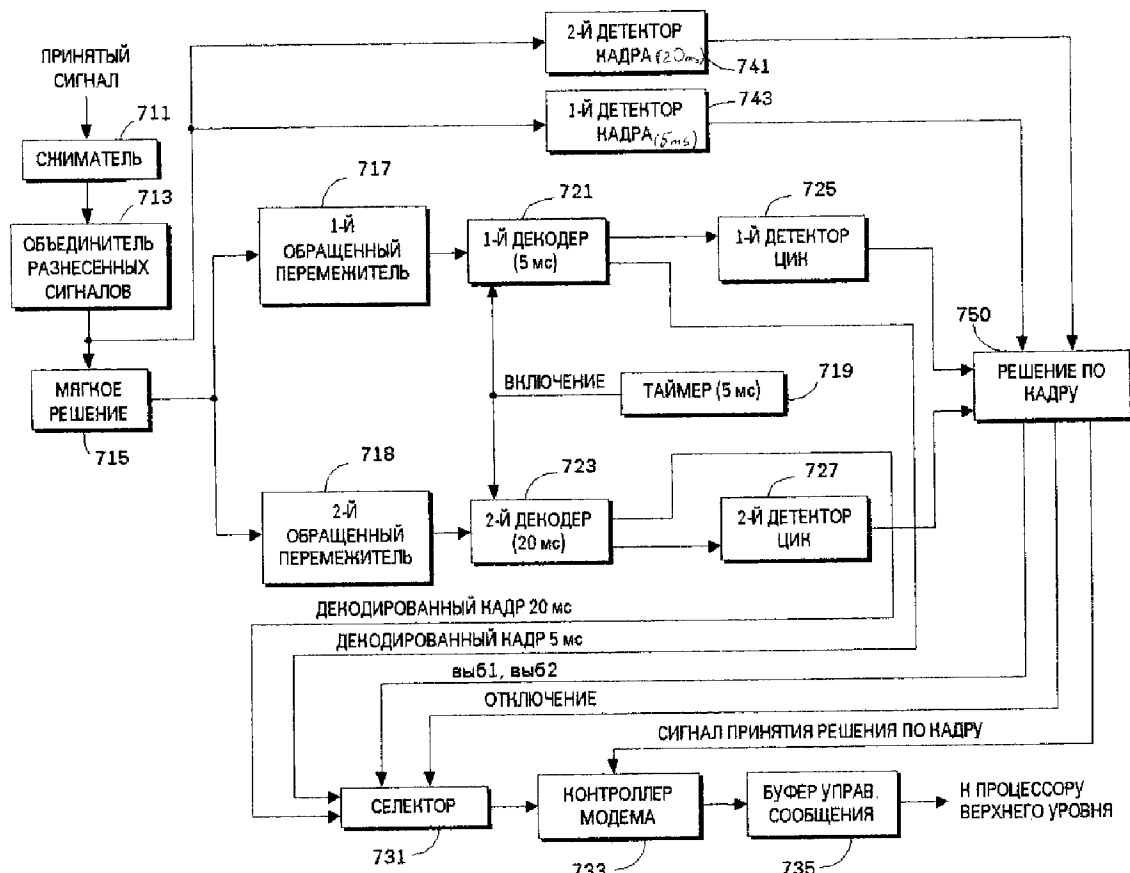 ПРИНЯТЫЙ
СИГНАЛ
711
СЖИМАТЕЛЬ
713
ОБЪЕДИНИТЕЛЬ
РАЗНЕСЕННЫХ
СИГНАЛОВ
МЯГКОЕ
РЕШЕНИЕ
715
2-Й ДЕТЕКТОР
КАДРА (20ms)
741
1-Й ДЕТЕКТОР
КАДРА (5ms)
743
717
1-Й
ОБРАЩЕННЫЙ
ПЕРЕМЕЖИТЕЛЬ
721
1-Й ДЕКОДЕР
(5 мс)
725
1-Й ДЕТЕКТОР
ЦИК
750
РЕШЕНИЕ ПО
КАДРУ
ВКЛЮЧЕНИЕ
ТАЙМЕР (5 мс)
719
718
2-Й
ОБРАЩЕННЫЙ
ПЕРЕМЕЖИТЕЛЬ
723
2-Й ДЕКОДЕР
(20 мс)
727
2-Й ДЕТЕКТОР
ЦИК
ДЕКОДИРОВАННЫЙ КАДР 20 мс
ДЕКОДИРОВАННЫЙ КАДР 5 мс
выб1, выб2
ОТКЛЮЧЕНИЕ
СИГНАЛ ПРИНЯТИЯ РЕШЕНИЯ ПО КАДРУ
СЕЛЕКТОР
731
КОНТРОЛЛЕР
МОДЕМА
733
БУФЕР УПРАВ.
СООБЩЕНИЯ
735
К ПРОЦЕССОРУ
ВЕРХНЕГО УРОВНЯ